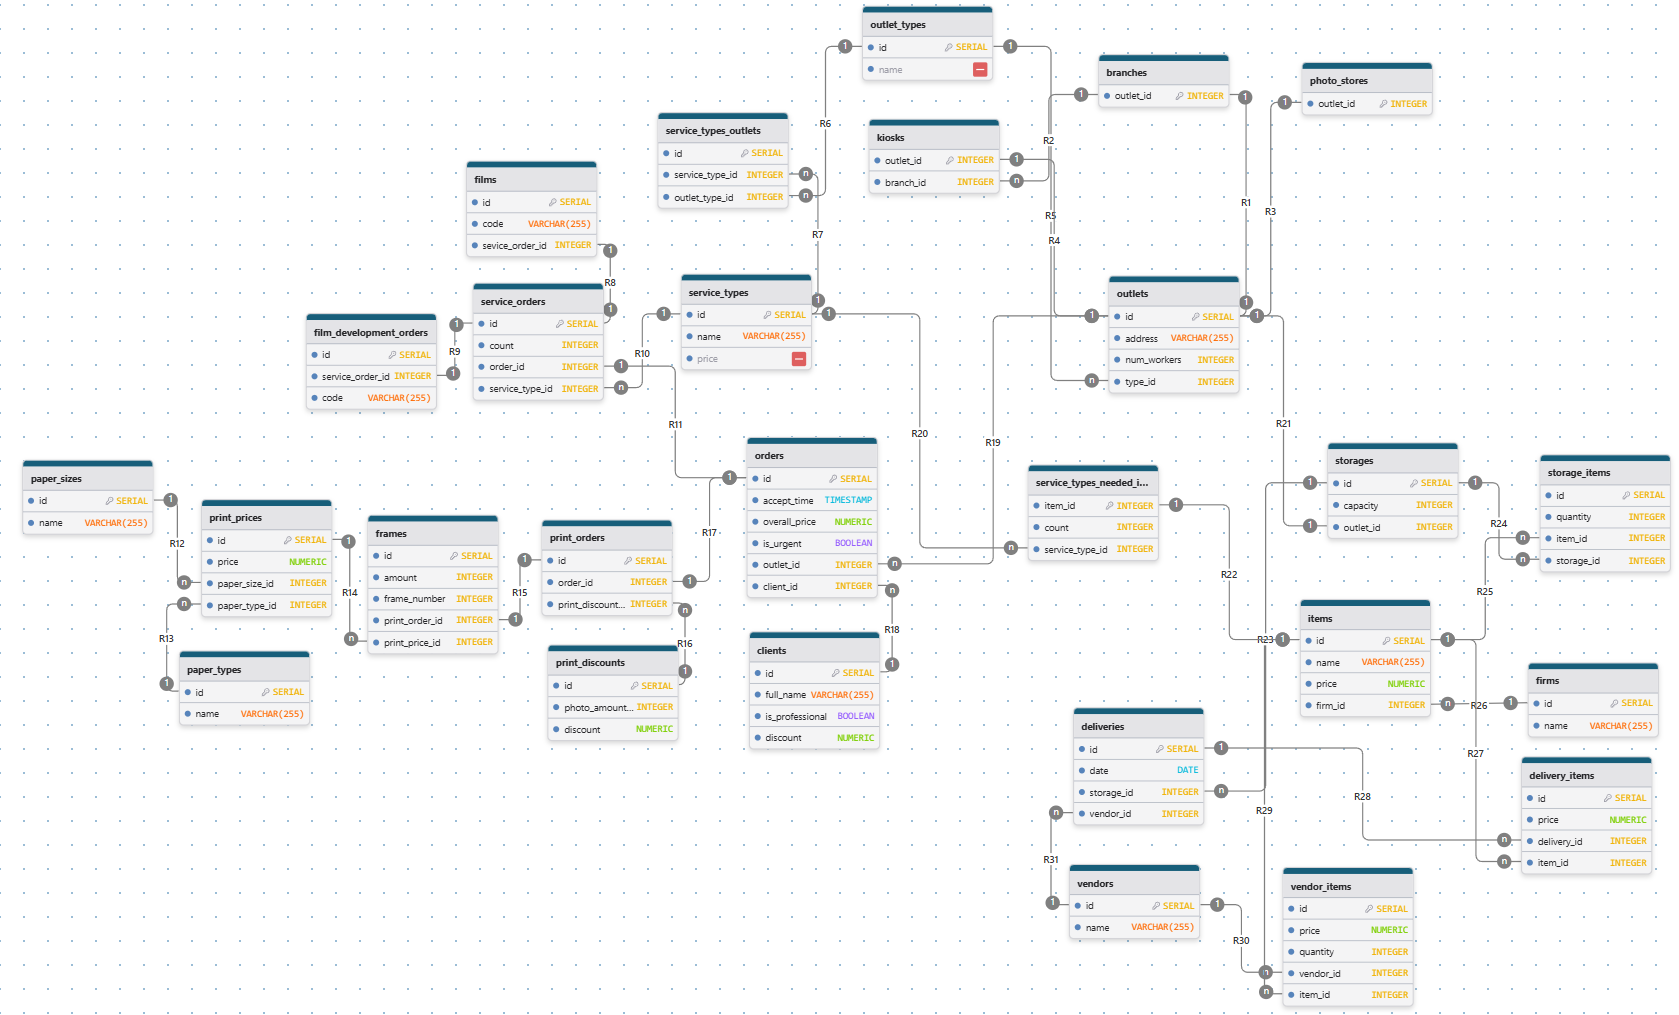 outlet_types
id SERIAL
name
branches
outlet_id INTEGER
photo_stores
outlet_id INTEGER
service_types_outlets
id SERIAL
service_type_id INTEGER
outlet_type_id INTEGER
kiosks
outlet_id INTEGER
branch_id INTEGER
films
id SERIAL
code VARCHAR(255)
sevice_order_id INTEGER
service_orders
id SERIAL
count INTEGER
order_id INTEGER
service_type_id INTEGER
service_types
id SERIAL
name VARCHAR(255)
price
outlets
id SERIAL
address VARCHAR(255)
num_workers INTEGER
type_id INTEGER
film_development_orders
id SERIAL
service_order_id INTEGER
code VARCHAR(255)
orders
id SERIAL
accept_time TIMESTAMP
overall_price NUMERIC
is_urgent BOOLEAN
outlet_id INTEGER
client_id INTEGER
service_types_needed_i...
item_id INTEGER
count INTEGER
service_type_id INTEGER
storages
id SERIAL
capacity INTEGER
outlet_id INTEGER
storage_items
id SERIAL
quantity INTEGER
item_id INTEGER
storage_id INTEGER
paper_sizes
id SERIAL
name VARCHAR(255)
print_prices
id SERIAL
price NUMERIC
paper_size_id INTEGER
paper_type_id INTEGER
frames
id SERIAL
amount INTEGER
frame_number INTEGER
print_order_id INTEGER
print_price_id INTEGER
print_orders
id SERIAL
order_id INTEGER
print_discount... INTEGER
paper_types
id SERIAL
name VARCHAR(255)
print_discounts
id SERIAL
photo_amount... INTEGER
discount NUMERIC
clients
id SERIAL
full_name VARCHAR(255)
is_professional BOOLEAN
discount NUMERIC
items
id SERIAL
name VARCHAR(255)
price NUMERIC
firm_id INTEGER
firms
id SERIAL
name VARCHAR(255)
deliveries
id SERIAL
date DATE
storage_id INTEGER
vendor_id INTEGER
delivery_items
id SERIAL
price NUMERIC
delivery_id INTEGER
item_id INTEGER
vendors
id SERIAL
name VARCHAR(255)
vendor_items
id SERIAL
price NUMERIC
quantity INTEGER
vendor_id INTEGER
item_id INTEGER
R1
R2
R3
R4
R5
R6
R7
R8
R9
R10
R11
R12
R13
R14
R15
R16
R17
R18
R19
R20
R21
R22
R23
R24
R25
R26
R27
R28
R29
R30
R31